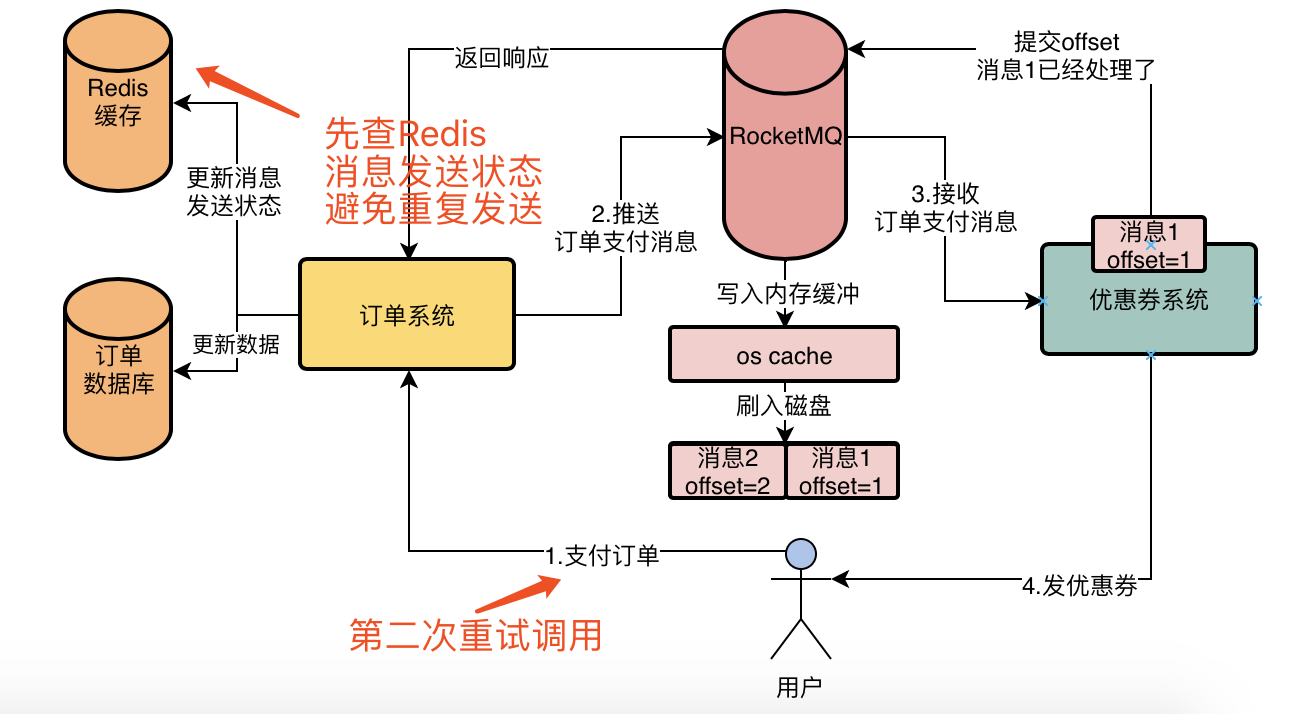 Redis
缓存
更新消息
发送状态
订单
数据库
更新数据
先查Redis
消息发送状态
避免重复发送
返回响应
订单系统
2.推送
订单支付消息
RocketMQ
提交offset
消息1已经处理了
3.接收
订单支付消息
消息1
offset=1
优惠券系统
写入内存缓冲
os cache
刷入磁盘
消息2
offset=2
消息1
offset=1
1.支付订单
第二次重试调用
4.发优惠券
用户